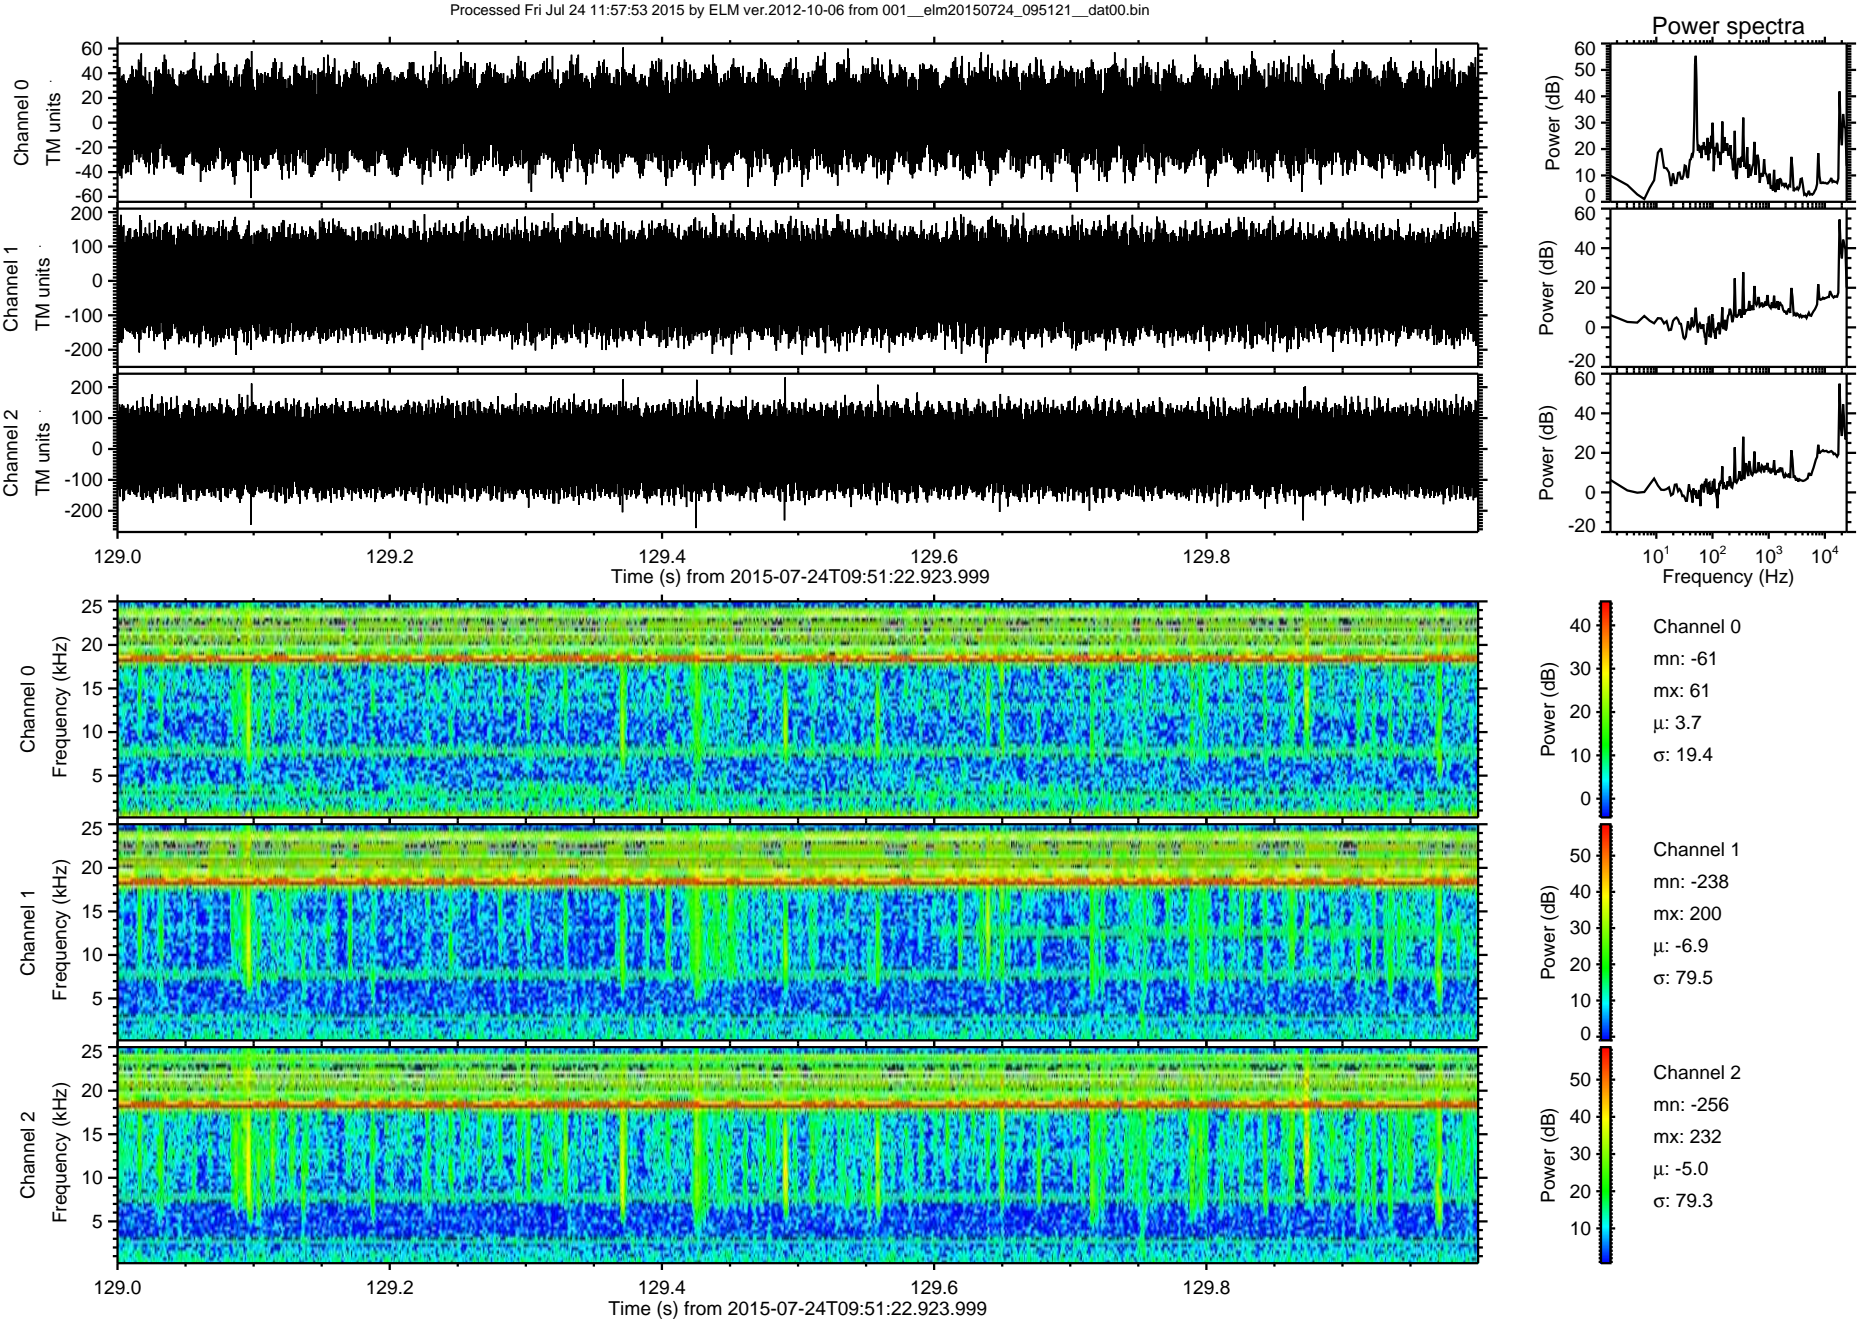 Processed Fri Jul 24 11:57:53 2015 by ELM ver.2012-10-06 from 001__elm20150724_095121__dat00.bin
Power spectra
Channel 0
TM units
60
40
20
0
-20
-40
-60
Power (dB)
60
50
40
30
20
10
0
Channel 1
TM units
200
100
0
-100
-200
Power (dB)
60
40
20
0
-20
Channel 2
TM units
200
100
0
-100
-200
Power (dB)
60
40
20
0
-20
129.0 129.2 129.4 129.6 129.8
Time (s) from 2015-07-24T09:51:22.923.999
10^1 10^2 10^3 10^4
Frequency (Hz)
Channel 0
Frequency (kHz)
25
20
15
10
5
Power (dB)
40
30
20
10
0
Channel 0
mn: -61
mx: 61
μ: 3.7
σ: 19.4
Channel 1
Frequency (kHz)
25
20
15
10
5
Power (dB)
50
40
30
20
10
0
Channel 1
mn: -238
mx: 200
μ: -6.9
σ: 79.5
Channel 2
Frequency (kHz)
25
20
15
10
5
Power (dB)
50
40
30
20
10
Channel 2
mn: -256
mx: 232
μ: -5.0
σ: 79.3
129.0 129.2 129.4 129.6 129.8
Time (s) from 2015-07-24T09:51:22.923.999